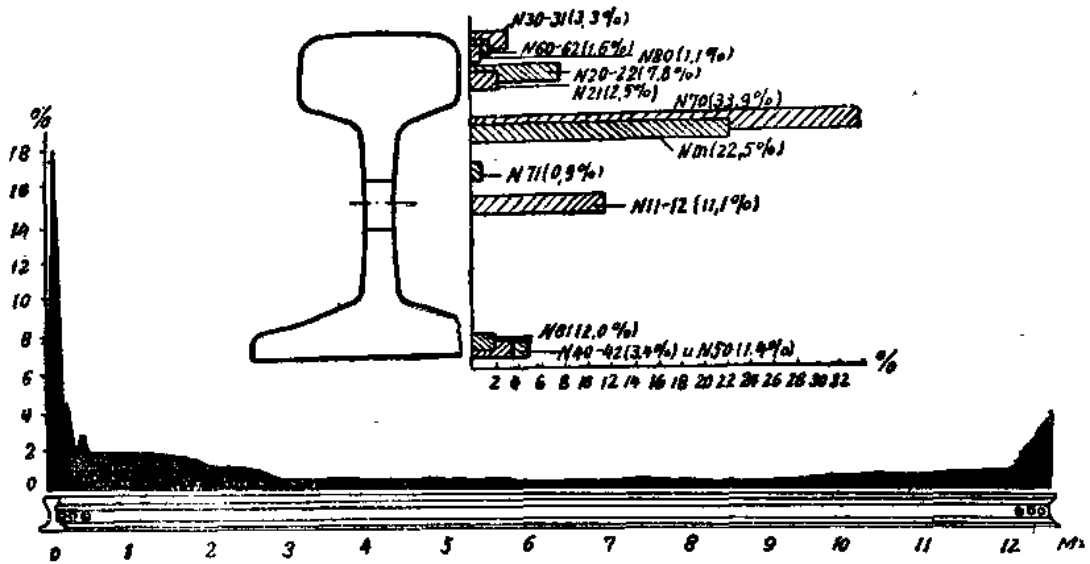 N30-31(3,3%)
N60-62(1.6%)
N80(1,1%)
N20-22(7,8%)
N21(2,5%)
N70(33,9%)
%
18
16
14
12
10
8
6
4
2
0
N71(0,9%)
N11-12(11,1%)
N81(2,0%)
N40-42(3.4%) и N50(1.4%)
%
2 4 6 8 10 12 14 16 18 20 22 24 26 28 30 32
0 1 2 3 4 5 6 7 8 9 10 11 12